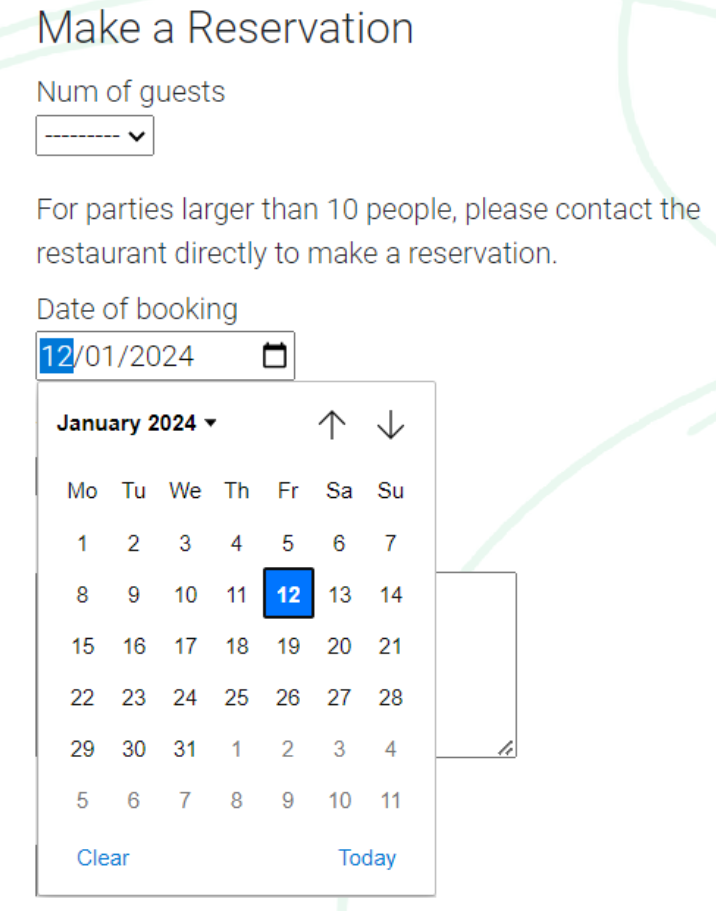 Make a Reservation
Num of guests
---------
For parties larger than 10 people, please contact the
restaurant directly to make a reservation.
Date of booking
12/01/2024
January 2024
Mo Tu We Th Fr Sa Su
1 2 3 4 5 6 7
8 9 10 11 12 13 14
15 16 17 18 19 20 21
22 23 24 25 26 27 28
29 30 31 1 2 3 4
5 6 7 8 9 10 11
Clear Today